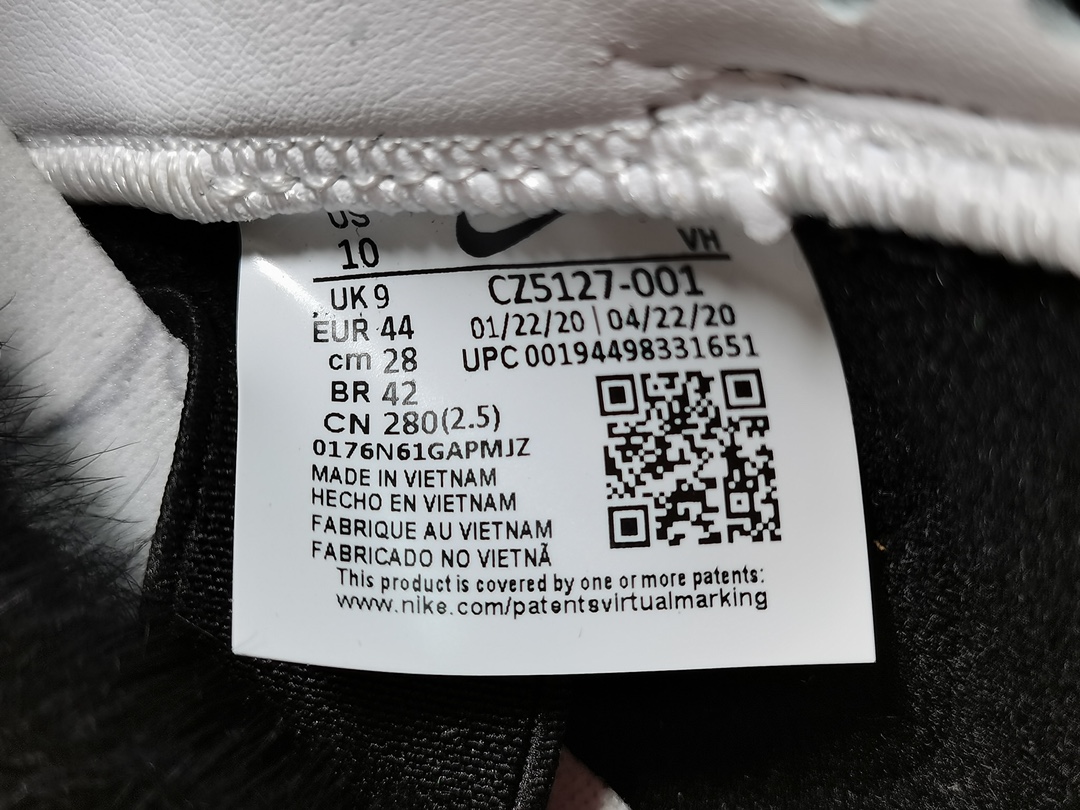 US
10
VH
UK 9
CZ5127-001
EUR 44
01/22/20 | 04/22/20
cm 28
UPC 00194498331651
BR 42
CN 280(2.5)
0176N61GAPMJZ
MADE IN VIETNAM
HECHO EN VIETNAM
FABRIQUE AU VIETNAM
FABRICADO NO VIETNÃ
This product is covered by one or more patents:
www.nike.com/patentsvirtualmarking